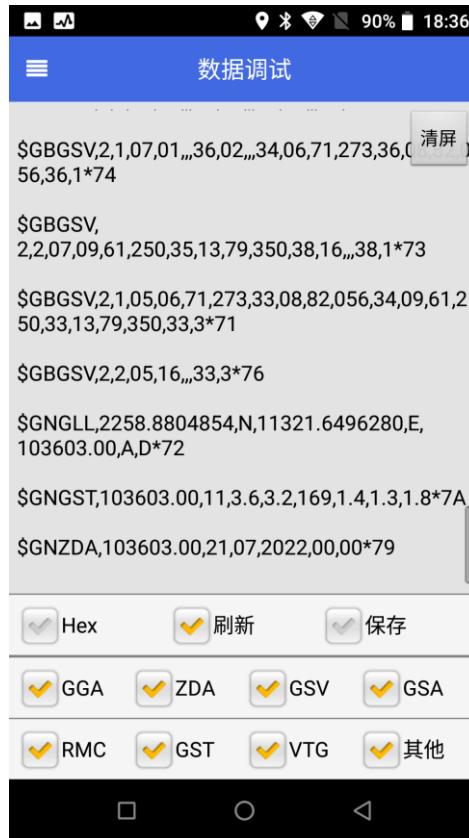 90% 18:36
数据调试
清屏
$GBGSV,2,1,07,01,,,36,02,,,34,06,71,273,36,
56,36,1*74
$GBGSV,
2,2,07,09,61,250,35,13,79,350,38,16,,,38,1*73
$GBGSV,2,1,05,06,71,273,33,08,82,056,34,09,61,2
50,33,13,79,350,33,3*71
$GBGSV,2,2,05,16,,,33,3*76
$GNGLL,2258.8804854,N,11321.6496280,E,
103603.00,A,D*72
$GNGST,103603.00,11,3.6,3.2,169,1.4,1.3,1.8*7A
$GNZDA,103603.00,21,07,2022,00,00*79
Hex 刷新 保存
GGA ZDA GSV GSA
RMC GST VTG 其他